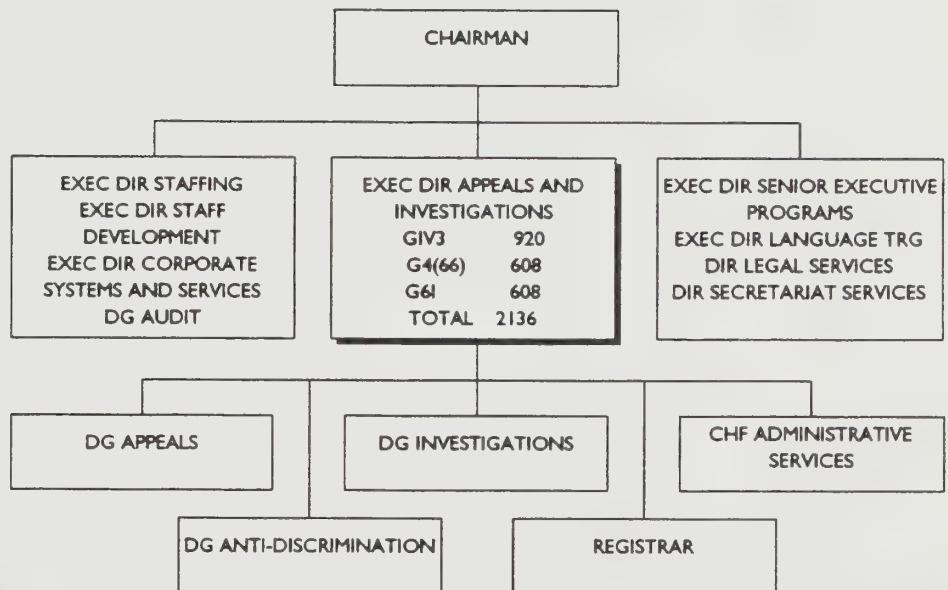 CHAIRMAN
EXEC DIR STAFFING
EXEC DIR STAFF
DEVELOPMENT
EXEC DIR CORPORATE
SYSTEMS AND SERVICES
DG AUDIT
EXEC DIR APPEALS AND
INVESTIGATIONS
GIV3 920
G4(66) 608
G6I 608
TOTAL 2136
EXEC DIR SENIOR EXECUTIVE
PROGRAMS
EXEC DIR LANGUAGE TRG
DIR LEGAL SERVICES
DIR SECRETARIAT SERVICES
DG APPEALS
DG INVESTIGATIONS
CHF ADMINISTRATIVE
SERVICES
DG ANTI-DISCRIMINATION
REGISTRAR